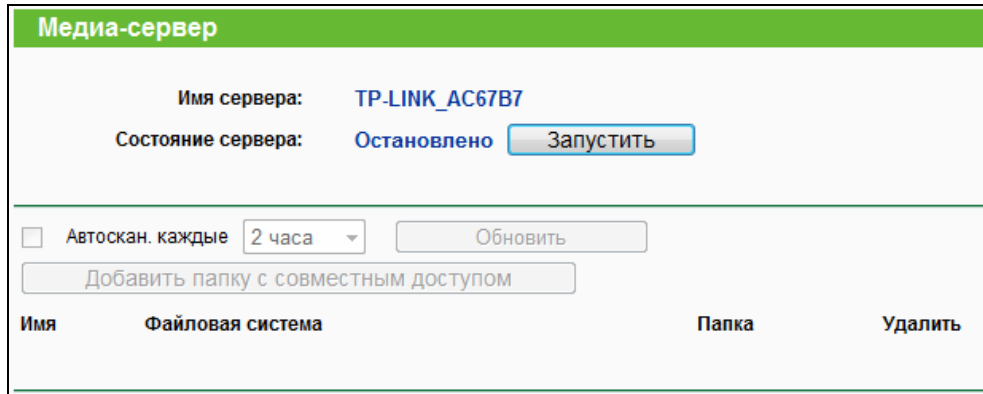 Медиа-сервер
Имя сервера: TP-LINK_AC67B7
Состояние сервера: Остановлено Запустить
Автоскан. каждые 2 часа Обновить
Добавить папку с совместным доступом
Имя Файловая система Папка Удалить